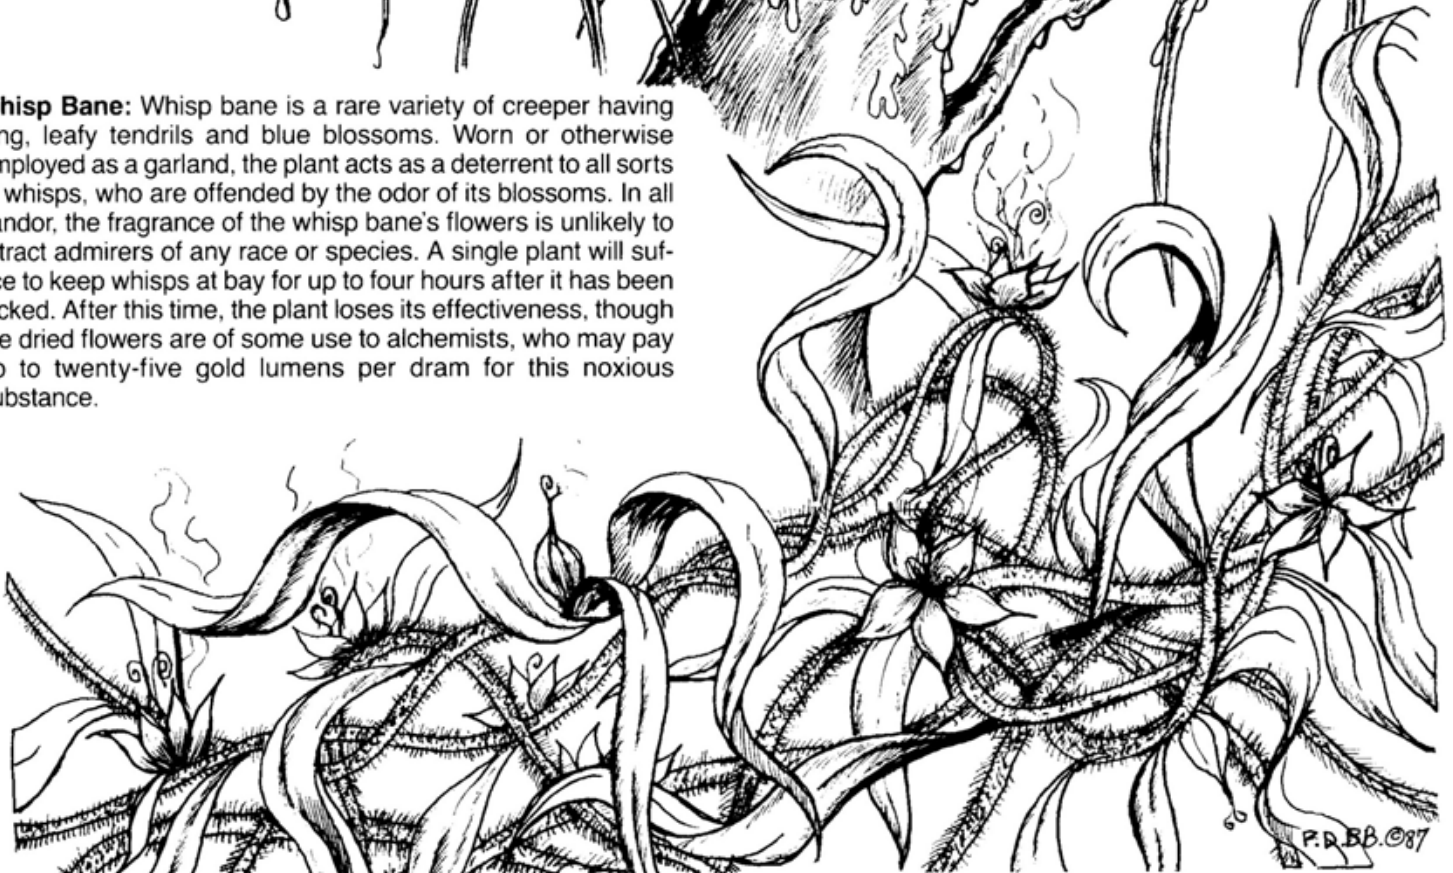 hisp Bane: Whisp bane is a rare variety of creeper having
ng, leafy tendrils and blue blossoms. Worn or otherwise
mployed as a garland, the plant acts as a deterrent to all sorts
whisps, who are offended by the odor of its blossoms. In all
andor, the fragrance of the whisp bane's flowers is unlikely to
tract admirers of any race or species. A single plant will suf-
ce to keep whisps at bay for up to four hours after it has been
cked. After this time, the plant loses its effectiveness, though
e dried flowers are of some use to alchemists, who may pay
o to twenty-five gold lumens per dram for this noxious
ubstance.
P.D.B.B.©87